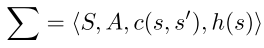 ∑ = ⟨S, A, c(s, s′), h(s)⟩